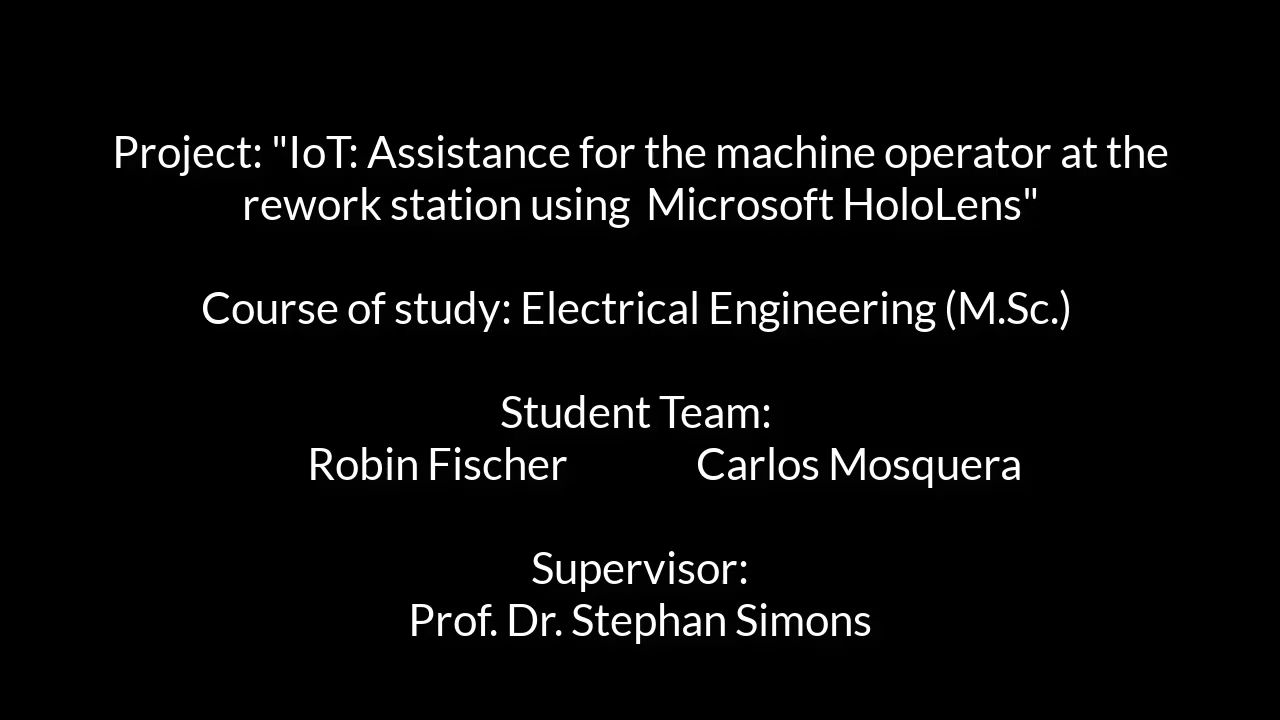 Project: "IoT: Assistance for the machine operator at the
rework station using  Microsoft HoloLens"
Course of study: Electrical Engineering (M.Sc.)
Student Team:
Robin Fischer Carlos Mosquera
Supervisor:
Prof. Dr. Stephan Simons